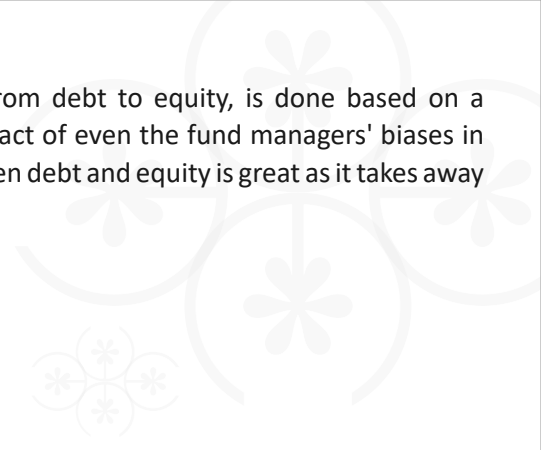 rom debt to equity, is done based on a
act of even the fund managers' biases in
en debt and equity is great as it takes away